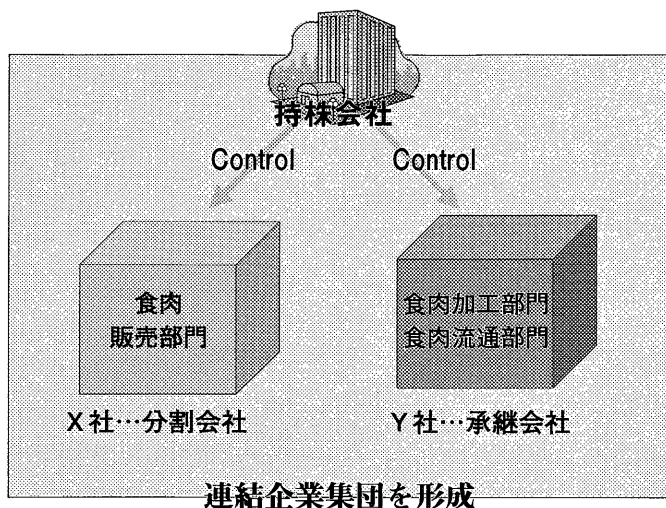 持株会社
Control
Control
食肉
販売部門
食肉加工部門
食肉流通部門
X社…分割会社
Y社…承継会社
連結企業集団を形成